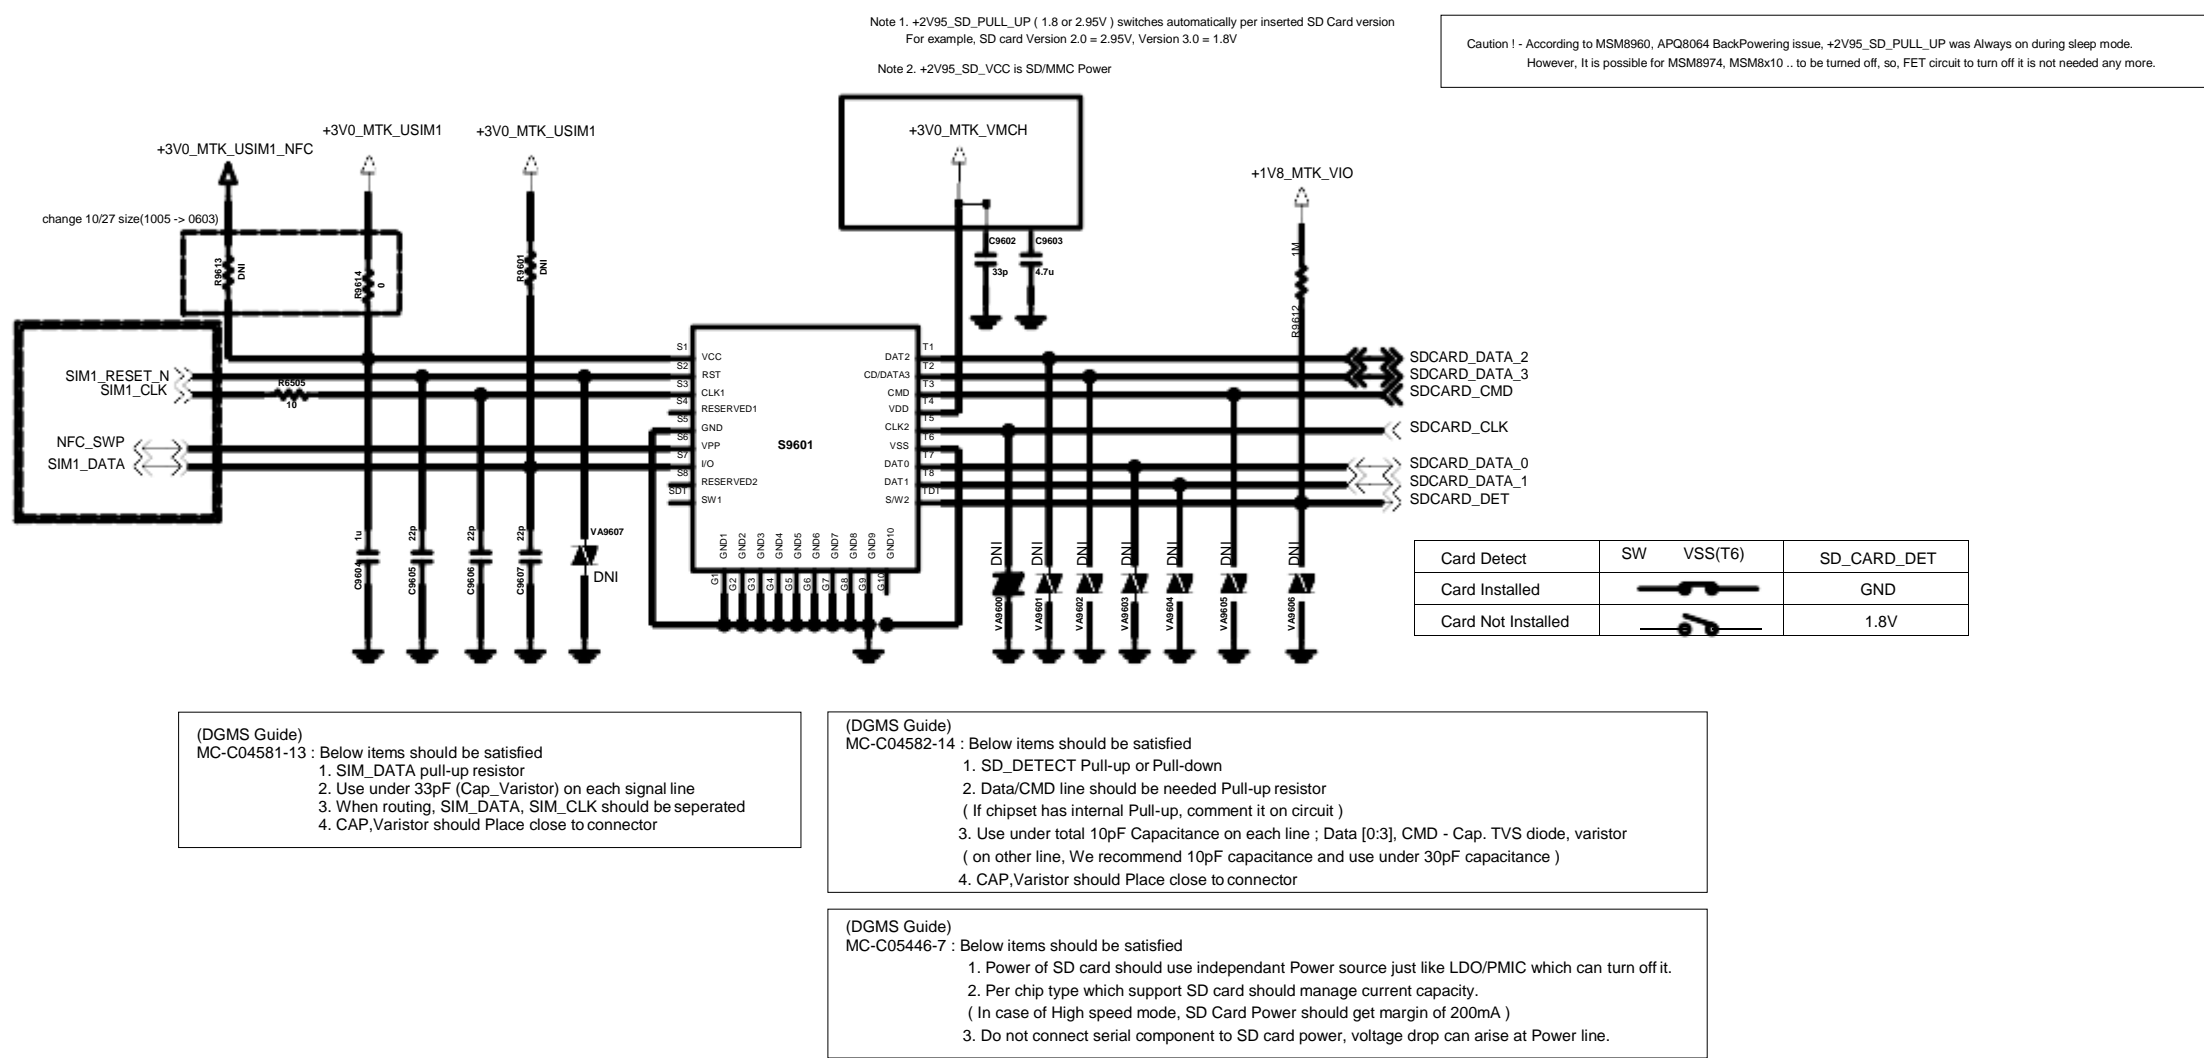 Note 1. +2V95_SD_PULL_UP ( 1.8 or 2.95V ) switches automatically per inserted SD Card version
For example, SD card Version 2.0 = 2.95V, Version 3.0 = 1.8V
Note 2. +2V95_SD_VCC is SD/MMC Power
Caution ! - According to MSM8960, APQ8064 BackPowering issue, +2V95_SD_PULL_UP was Always on during sleep mode.
However, It is possible for MSM8974, MSM8x10 .. to be turned off, so, FET circuit to turn off it is not needed any more.
+3V0_MTK_USIM1_NFC
+3V0_MTK_USIM1
+3V0_MTK_USIM1
+3V0_MTK_VMCH
+1V8_MTK_VIO
change 10/27 size(1005 -> 0603)
R9613
DNI
R9614
0
R9601
DNI
C9602
33p
C9603
4.7u
1M
R9612
SIM1_RESET_N
SIM1_CLK
R6505
10
NFC_SWP
SIM1_DATA
S1
S2
S3
S4
S5
S6
S7
S8
SD1
VCC
RST
CLK1
RESERVED1
GND
VPP
I/O
RESERVED2
SW1
S9601
DAT2
CD/DATA3
CMD
VDD
CLK2
VSS
DAT0
DAT1
S/W2
T1
T2
T3
T4
T5
T6
T7
T8
TD1
SDCARD_DATA_2
SDCARD_DATA_3
SDCARD_CMD
SDCARD_CLK
SDCARD_DATA_0
SDCARD_DATA_1
SDCARD_DET
GND1
GND2
GND3
GND4
GND5
GND6
GND7
GND8
GND9
GND10
G1
G2
G3
G4
G5
G6
G7
G8
G9
G10
1u
C9604
22p
C9605
22p
C9606
22p
C9607
VA9607
DNI
DNI
VA9600
DNI
VA9601
DNI
VA9602
DNI
VA9603
DNI
VA9604
DNI
VA9605
DNI
VA9606
Card Detect SW VSS(T6) SD_CARD_DET
Card Installed GND
Card Not Installed 1.8V
(DGMS Guide)
MC-C04581-13 : Below items should be satisfied
1. SIM_DATA pull-up resistor
2. Use under 33pF (Cap_Varistor) on each signal line
3. When routing, SIM_DATA, SIM_CLK should be seperated
4. CAP,Varistor should Place close to connector
(DGMS Guide)
MC-C04582-14 : Below items should be satisfied
1. SD_DETECT Pull-up or Pull-down
2. Data/CMD line should be needed Pull-up resistor
( If chipset has internal Pull-up, comment it on circuit )
3. Use under total 10pF Capacitance on each line ; Data [0:3], CMD - Cap. TVS diode, varistor
( on other line, We recommend 10pF capacitance and use under 30pF capacitance )
4. CAP,Varistor should Place close to connector
(DGMS Guide)
MC-C05446-7 : Below items should be satisfied
1. Power of SD card should use independant Power source just like LDO/PMIC which can turn off it.
2. Per chip type which support SD card should manage current capacity.
( In case of High speed mode, SD Card Power should get margin of 200mA )
3. Do not connect serial component to SD card power, voltage drop can arise at Power line.